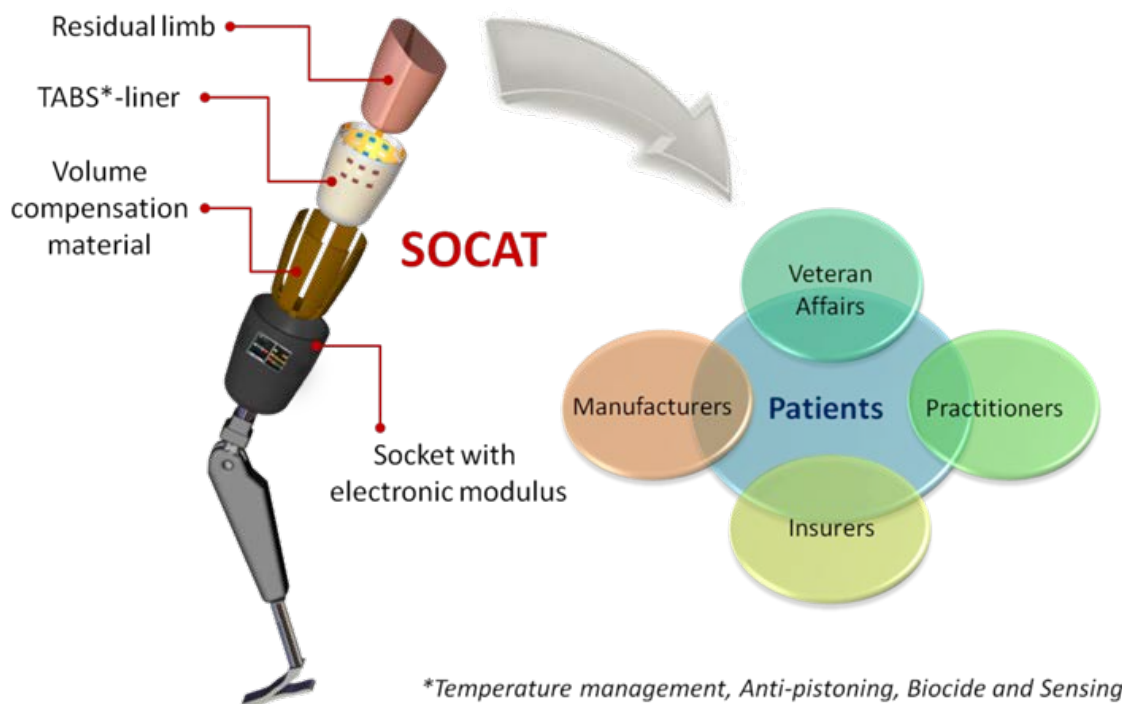 Residual limb
TABS*-liner
Volume
compensation
material
SOCAT
Socket with
electronic modulus
Veteran
Affairs
Manufacturers
Patients
Practitioners
Insurers
*Temperature management, Anti-pistoning, Biocide and Sensing